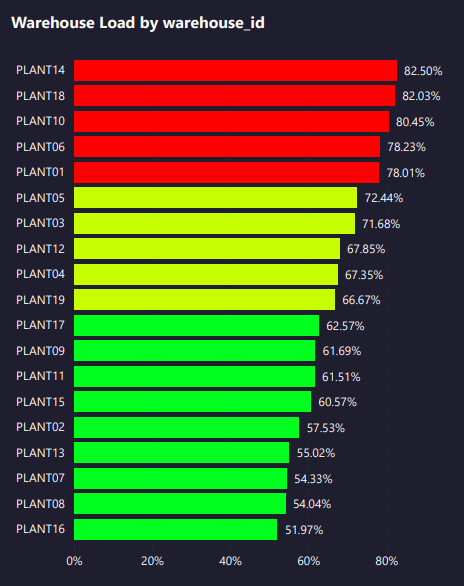 Warehouse Load by warehouse_id
PLANT14 82.50%
PLANT18 82.03%
PLANT10 80.45%
PLANT06 78.23%
PLANT01 78.01%
PLANT05 72.44%
PLANT03 71.68%
PLANT12 67.85%
PLANT04 67.35%
PLANT19 66.67%
PLANT17 62.57%
PLANT09 61.69%
PLANT11 61.51%
PLANT15 60.57%
PLANT02 57.53%
PLANT13 55.02%
PLANT07 54.33%
PLANT08 54.04%
PLANT16 51.97%
0% 20% 40% 60% 80%